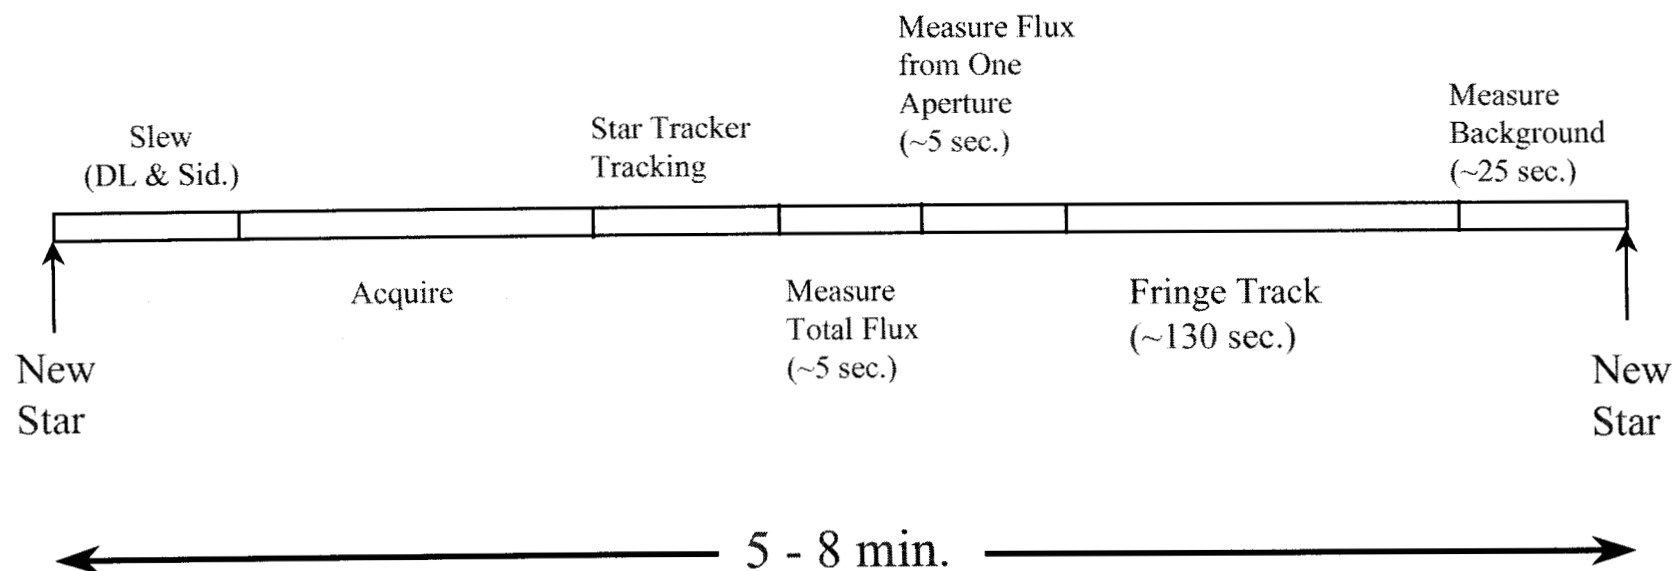 Measure Flux
from One
Aperture
(~5 sec.)
Measure
Background
(~25 sec.)
Slew
(DL & Sid.)
Star Tracker
Tracking
Acquire
Measure
Total Flux
(~5 sec.)
Fringe Track
(~130 sec.)
New
Star
New
Star
5 - 8 min.